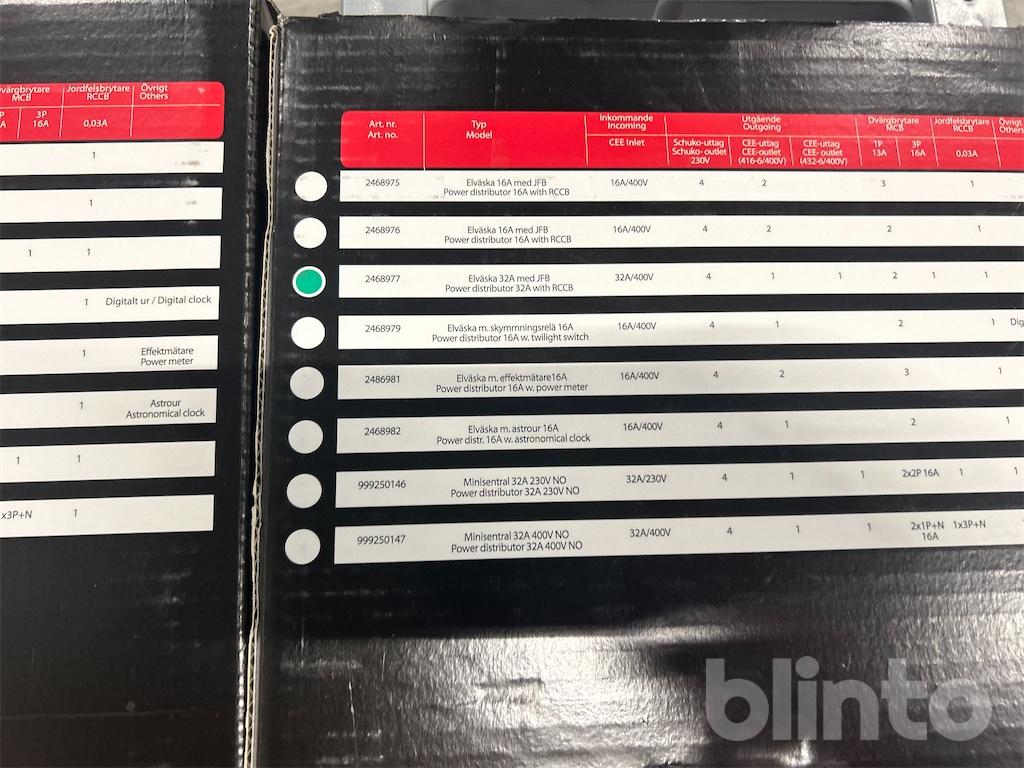 Dvärgbrytare Jordfelsbrytare Övrigt
MCB RCCB Others
3P
16A 0,03A
1
1
1 1
1 Digitalt ur / Digital clock
1 Effektmätare
Power meter
1 Astrour
Astronomical clock
1 1
x3P+N 1
Art. nr. Typ Inkommande Utgående Dvärgbrytare Jordfelsbrytare Övrigt
Art. no. Model Incoming Outgoing MCB RCCB Others
CEE Inlet Schuko-uttag CEE-uttag CEE-uttag 1P 3P
Schuko- outlet CEE-outlet CEE- outlet 13A 16A 0,03A
230V (416-6/400V) (432-6/400V)
2468975 Elväska 16A med JFB 16A/400V 4 2 3 1
Power distributor 16A with RCCB
2468976 Elväska 16A med JFB 16A/400V 4 2 2 1
Power distributor 16A with RCCB
2468977 Elväska 32A med JFB 32A/400V 4 1 1 2 1 1
Power distributor 32A with RCCB
2468979 Elväska m. skymmningsrelä 16A 16A/400V 4 1 2 1 Dig
Power distributor 16A w. twilight switch
2486981 Elväska m. effektmätare16A 16A/400V 4 2 3 1
Power distributor 16A w. power meter
2468982 Elväska m. astrour 16A 16A/400V 4 1 2 1
Power distr. 16A w. astronomical clock
999250146 Minisentral 32A 230V NO 32A/230V 4 1 1 2x2P 16A 1 1
Power distributor 32A 230V NO
999250147 Minisentral 32A 400V NO 32A/400V 4 1 1 2x1P+N 1x3P+N
Power distributor 32A 400V NO 16A
blinto